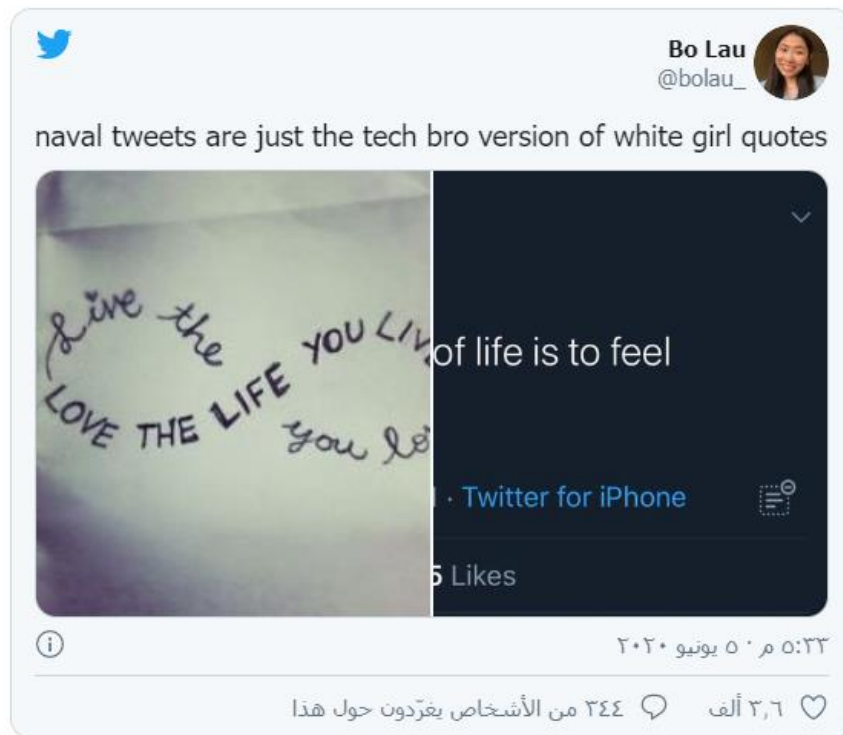 Bo Lau
@bolau_
naval tweets are just the tech bro version of white girl quotes
Live the
LOVE THE LIFE YOU LIVE
you lo
of life is to feel
· Twitter for iPhone
5 Likes
٥:٣٣ م · ٥ يونيو ٢٠٢٠
٣,٦ ألف
٣٤٤ من الأشخاص يغرّدون حول هذا